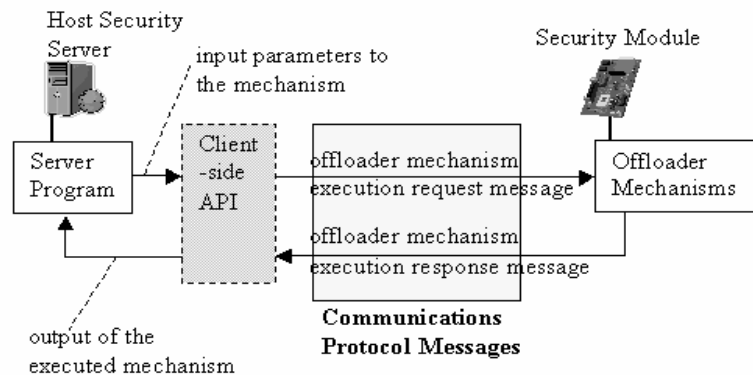 Host Security
Server
input parameters to
the mechanism
Security Module
Server
Program
Client
-side
API
offloader mechanism
execution request message
offloader mechanism
execution response message
Offloader
Mechanisms
Communications
Protocol Messages
output of the
executed mechanism